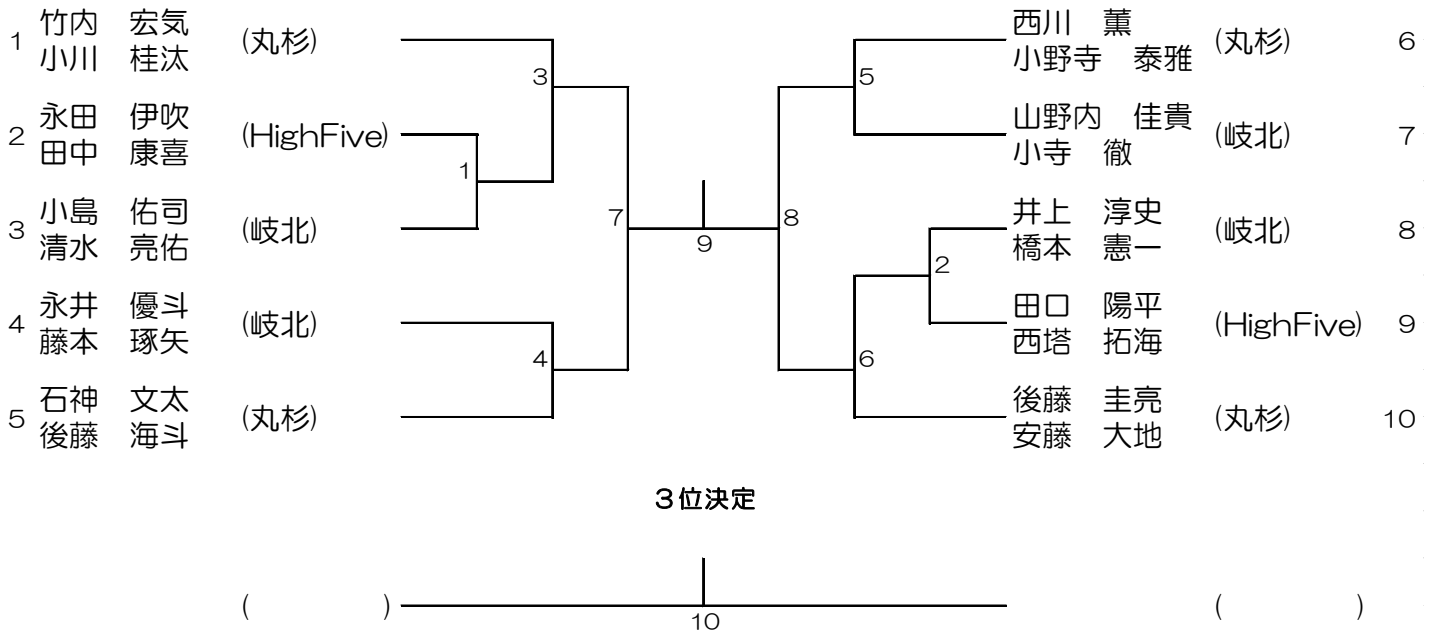 1 竹内　宏気 (丸杉)
小川　桂汰
2 永田　伊吹 (HighFive)
田中　康喜
3 小島　佑司 (岐北)
清水　亮佑
4 永井　優斗 (岐北)
藤本　琢矢
5 石神　文太 (丸杉)
後藤　海斗
3
1
7
4
9
西川　薫 (丸杉) 6
小野寺　泰雅
山野内　佳貴 (岐北) 7
小寺　徹
井上　淳史 (岐北) 8
橋本　憲一
田口　陽平 (HighFive) 9
西塔　拓海
後藤　圭亮 (丸杉) 10
安藤　大地
5
8
2
6
３位決定
(　　　　) (　　　　)
10